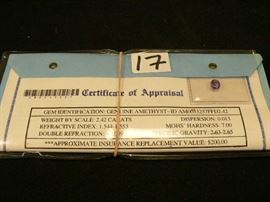 17
Certificate of Appraisal
GEM IDENTIFICATION: GENUINE AMETHYST - ID
WEIGHT BY SCALE: 2.42 CARATS DISPERSION: 0.013
REFRACTIVE INDEX: 1.544-1.553 MOHS' HARDNESS: 7.00
DOUBLE REFRACTION: GRAVITY: 2.63-2.65
***APPROXIMATE INSURANCE REPLACEMENT VALUE: $200.00